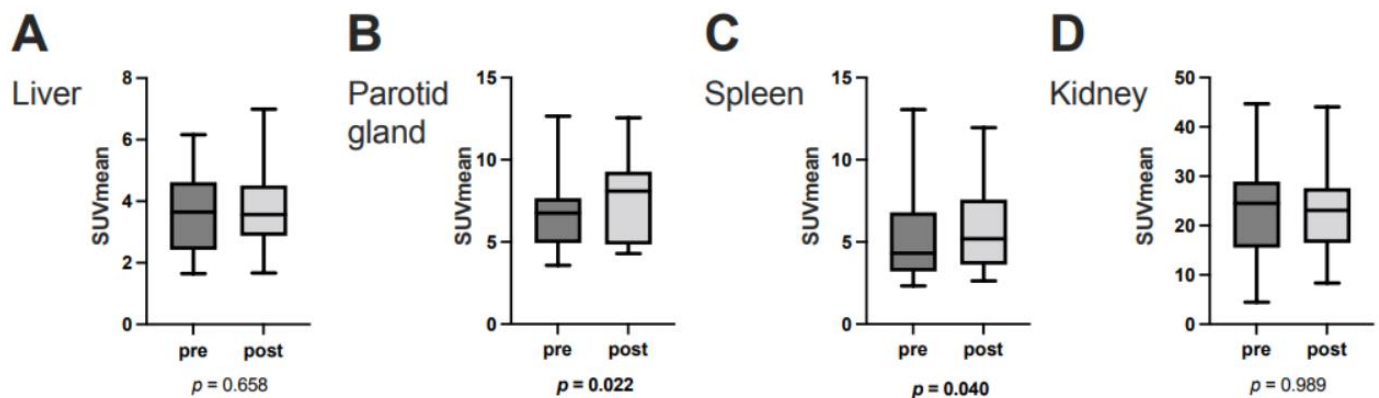 A
Liver
SUVmean
8
6
4
2
0
pre post
p = 0.658
B
Parotid
gland
SUVmean
15
10
5
0
pre post
p = 0.022
C
Spleen
SUVmean
15
10
5
0
pre post
p = 0.040
D
Kidney
SUVmean
50
40
30
20
10
0
pre post
p = 0.989